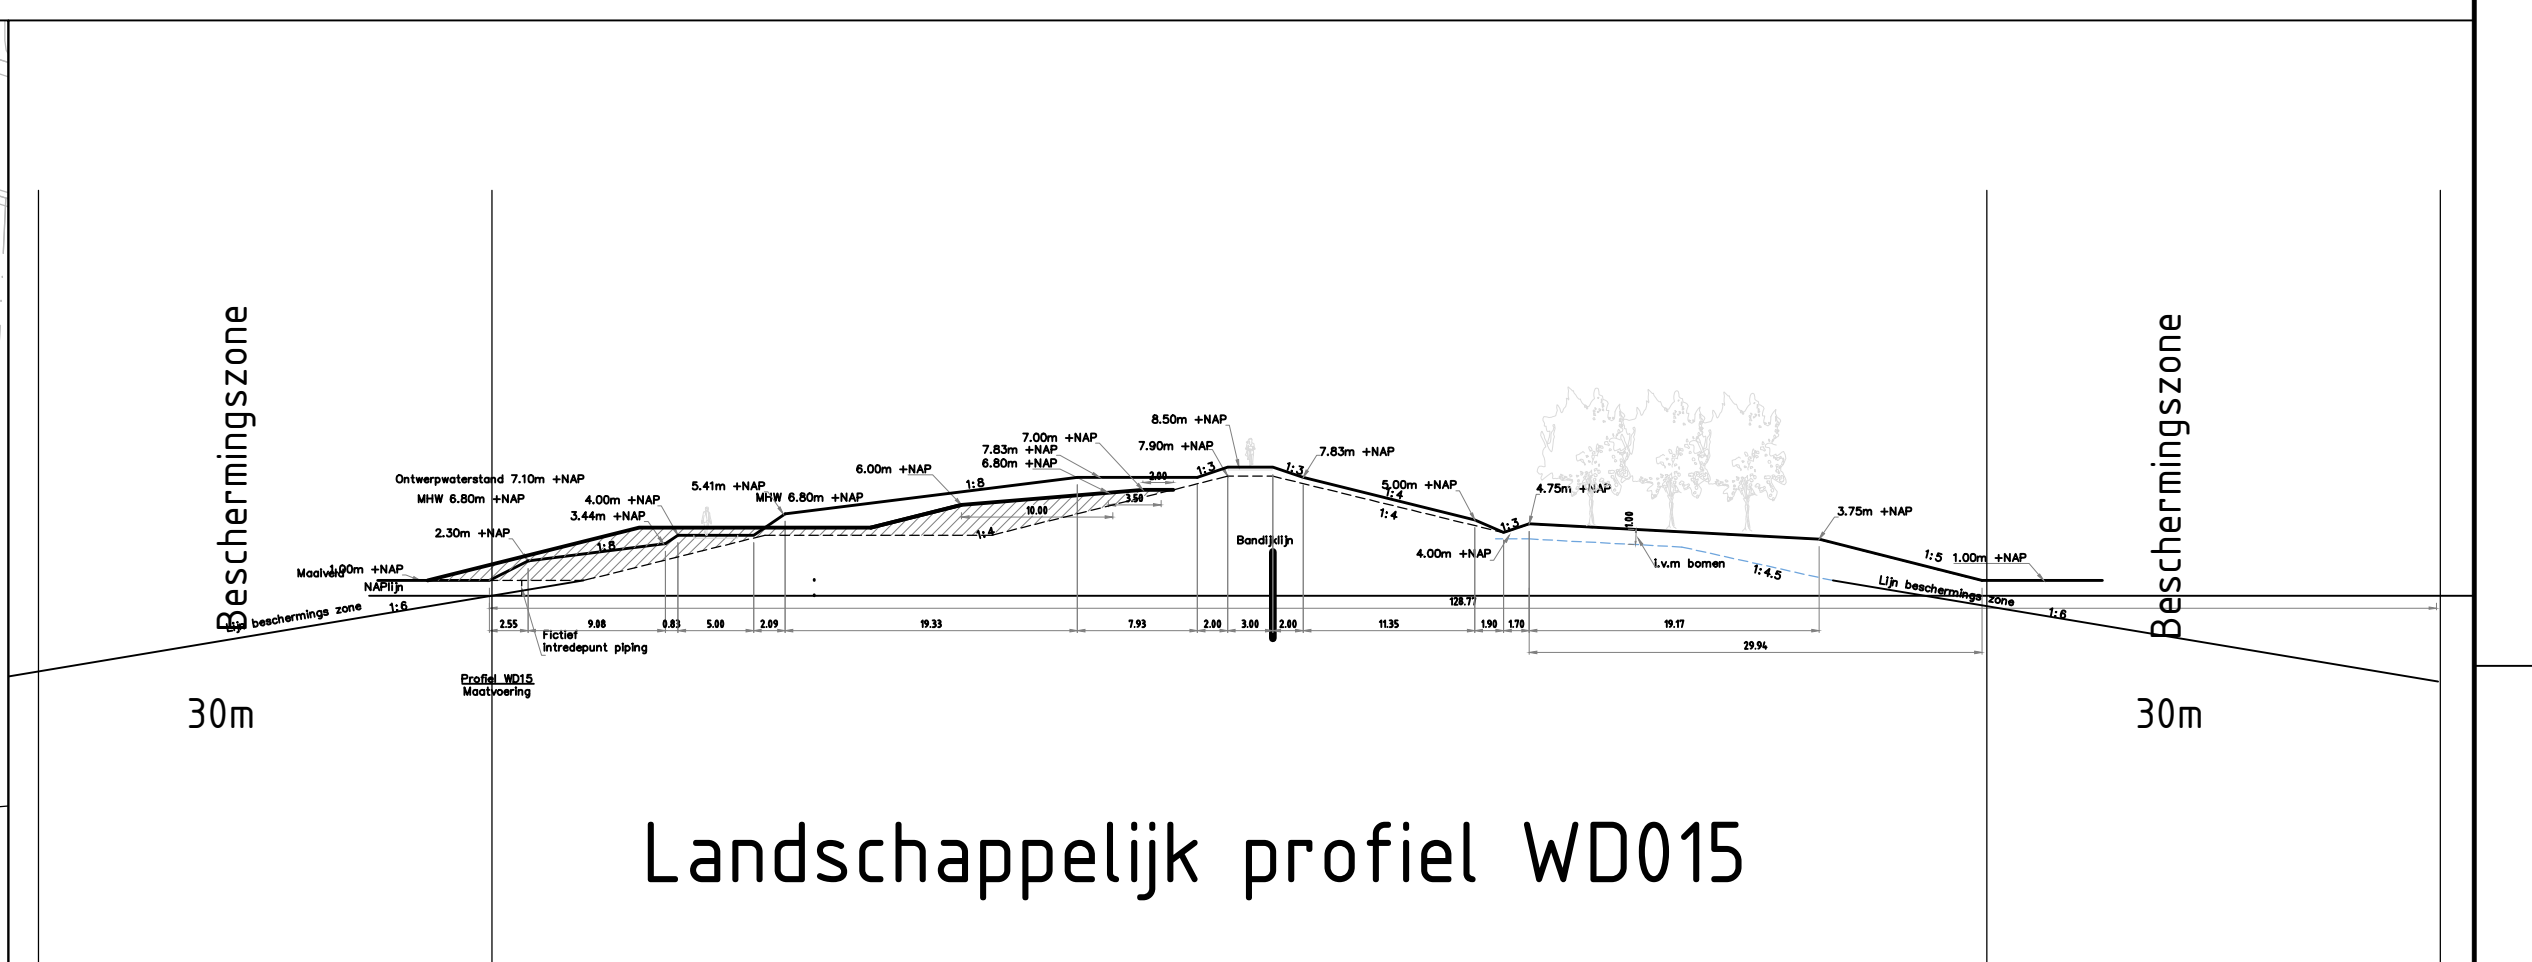 Beschermingszone
Beschermingszone
8.50m +NAP
7.00m +NAP
7.90m +NAP
7.83m +NAP
7.83m +NAP
6.80m +NAP
1:3
1:3
6.00m +NAP
2.00
1:8
Ontwerpwaterstand 7.10m +NAP
5.41m +NAP
5.00m +NAP
4.75m +NAP
MHW 6.80m +NAP
4.00m +NAP
MHW 6.80m +NAP
3.50
1:4
3.44m +NAP
10.00
1:4
1:3
1.00
3.75m +NAP
2.30m +NAP
1:4
1:8
Bandijklijn
4.00m +NAP
1:5
1.00m +NAP
i.v.m bomen
Maaiveld
1.00m +NAP
1:4.5
NAPlijn
Lijn beschermings zone
1:6
Lijn beschermings zone
1:6
128.77
2.55
9.08
0.83
5.00
2.09
19.33
7.93
2.00
3.00
2.00
11.35
1.90
1.70
19.17
Fictief
intredepunt piping
29.94
Profiel WD15
Maatvoering
30m
30m
Landschappelijk profiel WD015